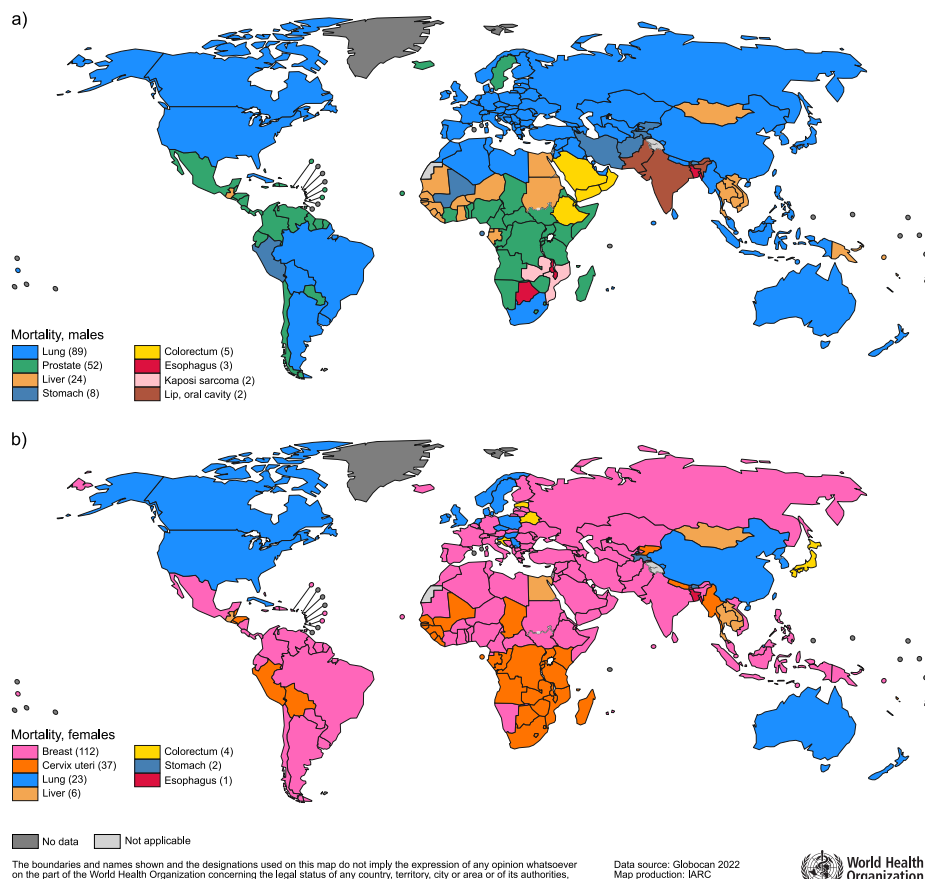 a)
Mortality, males
Lung (89)
Prostate (52)
Liver (24)
Stomach (8)
Colorectum (5)
Esophagus (3)
Kaposi sarcoma (2)
Lip, oral cavity (2)
b)
Mortality, females
Breast (112)
Cervix uteri (37)
Lung (23)
Liver (6)
Colorectum (4)
Stomach (2)
Esophagus (1)
No data
Not applicable
The boundaries and names shown and the designations used on this map do not imply the expression of any opinion whatsoever
on the part of the World Health Organization concerning the legal status of any country, territory, city or area or of its authorities,
Data source: Globocan 2022
Map production: IARC
World Health
Organization